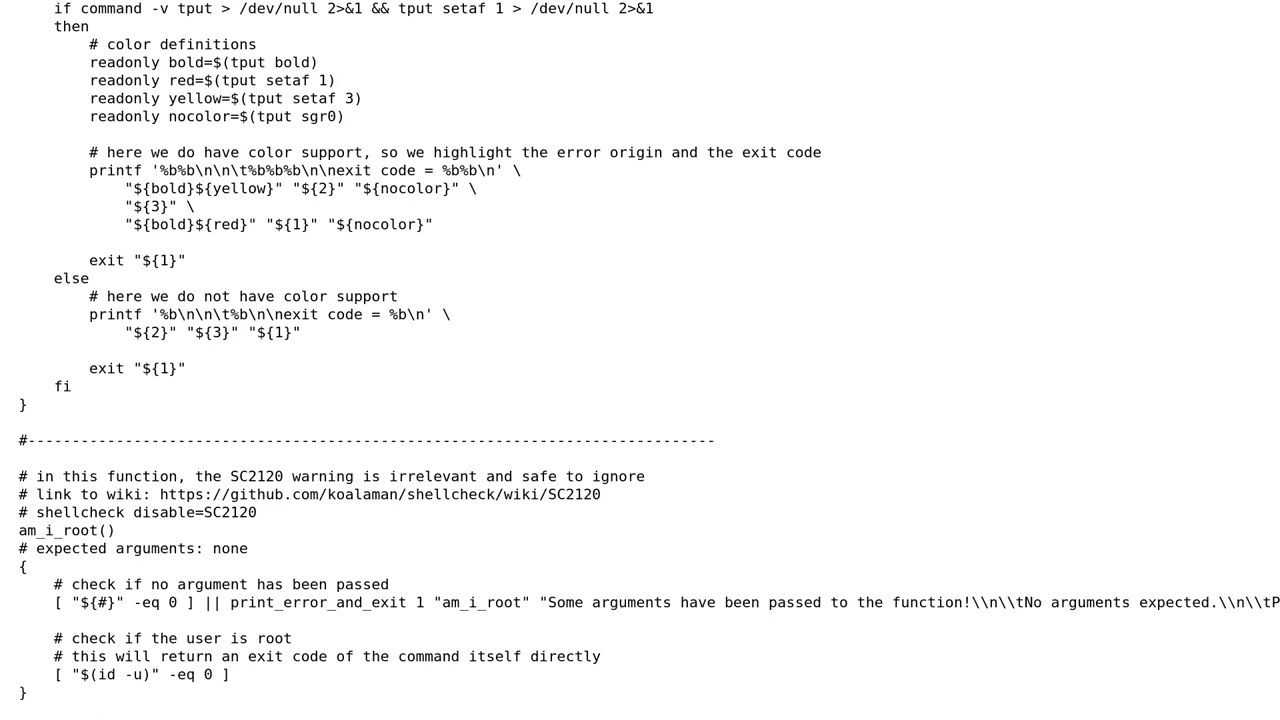 if command -v tput > /dev/null 2>&1 && tput setaf 1 > /dev/null 2>&1
    then
        # color definitions
        readonly bold=$(tput bold)
        readonly red=$(tput setaf 1)
        readonly yellow=$(tput setaf 3)
        readonly nocolor=$(tput sgr0)

        # here we do have color support, so we highlight the error origin and the exit code
        printf '%b%b\n\n\t%b%b%b\n\nexit code = %b%b\n' \
            "${bold}${yellow}" "${2}" "${nocolor}" \
            "${3}" \
            "${bold}${red}" "${1}" "${nocolor}"

        exit "${1}"
    else
        # here we do not have color support
        printf '%b\n\n\t%b\n\nexit code = %b\n' \
            "${2}" "${3}" "${1}"

        exit "${1}"
    fi
}

#------------------------------------------------------------------------------

# in this function, the SC2120 warning is irrelevant and safe to ignore
# link to wiki: https://github.com/koalaman/shellcheck/wiki/SC2120
# shellcheck disable=SC2120
am_i_root()
# expected arguments: none
{
    # check if no argument has been passed
    [ "${#}" -eq 0 ] || print_error_and_exit 1 "am_i_root" "Some arguments have been passed to the function!\\n\\tNo arguments expected.\\n\\tP

    # check if the user is root
    # this will return an exit code of the command itself directly
    [ "$(id -u)" -eq 0 ]
}